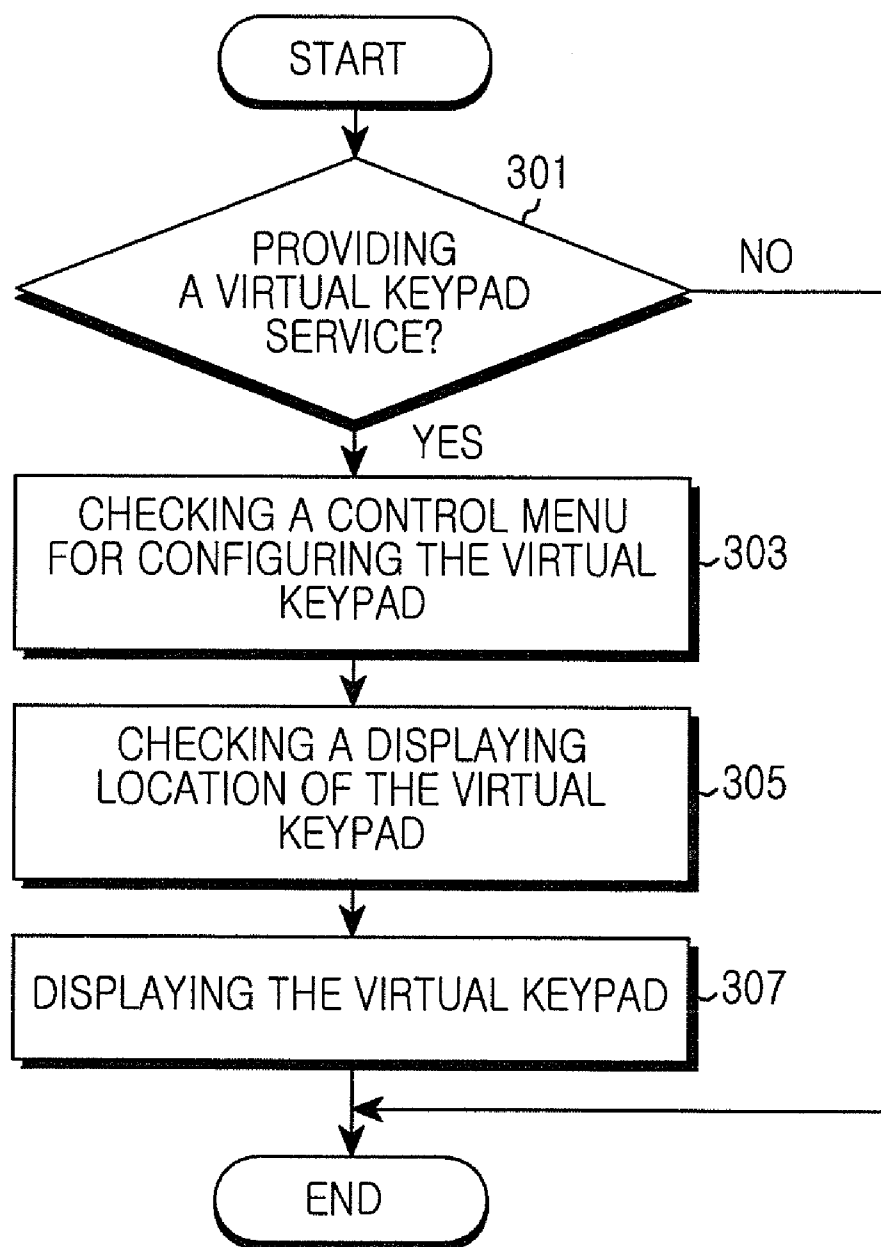 START
301
PROVIDING
A VIRTUAL KEYPAD
SERVICE?
NO
YES
CHECKING A CONTROL MENU
FOR CONFIGURING THE VIRTUAL
KEYPAD
303
CHECKING A DISPLAYING
LOCATION OF THE VIRTUAL
KEYPAD
305
DISPLAYING THE VIRTUAL KEYPAD
307
END